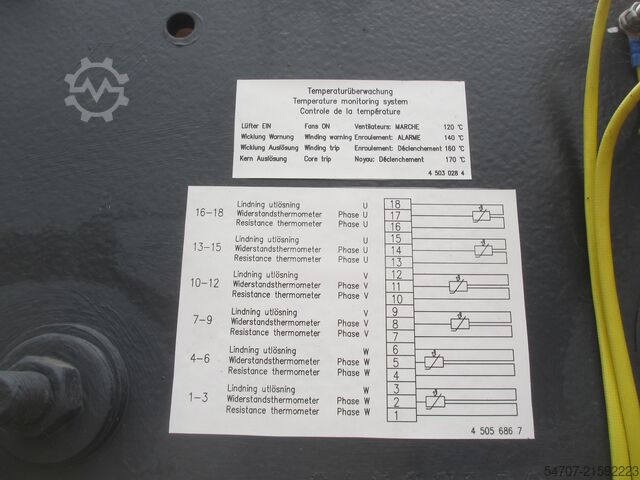 Temperaturüberwachung
Temperature monitoring system
Controle de la température
Lüfter EIN Fans ON Ventilateurs: MARCHE 120 °C
Wicklung Warnung Winding warning Enroulement: ALARME 140 °C
Wicklung Auslösung Winding trip Enroulement: Déclenchement 160 °C
Kern Auslösung Core trip Noyau: Déclenchement 170 °C
4 503 028 4
16-18 Lindning utlösning U 18
Widerstandsthermometer Phase U 17
Resistance thermometer Phase U 16
13-15 Lindning utlösning U 15
Widerstandsthermometer Phase U 14
Resistance thermometer Phase U 13
10-12 Lindning utlösning V 12
Widerstandsthermometer Phase V 11
Resistance thermometer Phase V 10
7-9 Lindning utlösning V 9
Widerstandsthermometer Phase V 8
Resistance thermometer Phase V 7
4-6 Lindning utlösning W 6
Widerstandsthermometer Phase W 5
Resistance thermometer Phase W 4
1-3 Lindning utlösning W 3
Widerstandsthermometer Phase W 2
Resistance thermometer Phase W 1
4 505 686 7
54707-21592223